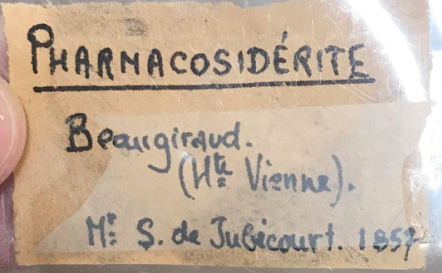 PHARMACOSIDÉRITE
Beaugiraud.
(Hte Vienne).
Mr. S. de Jubécourt. 1857